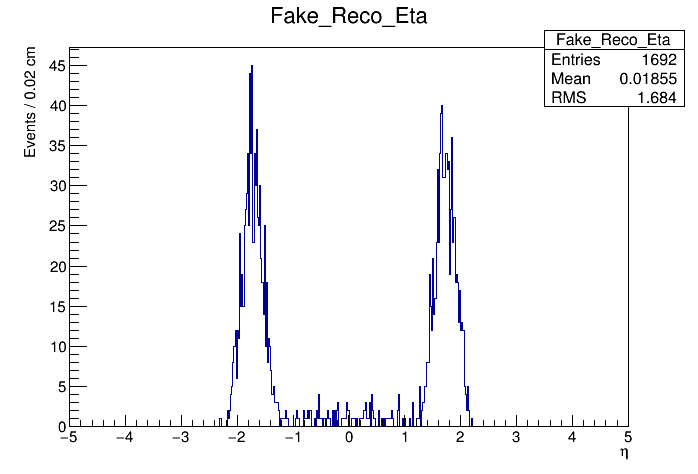 Fake_Reco_Eta
Fake_Reco_Eta
Entries 1692
Mean 0.01855
RMS 1.684
Events / 0.02 cm
45
40
35
30
25
20
15
10
5
0
−5 −4 −3 −2 −1 0 1 2 3 4 5
η